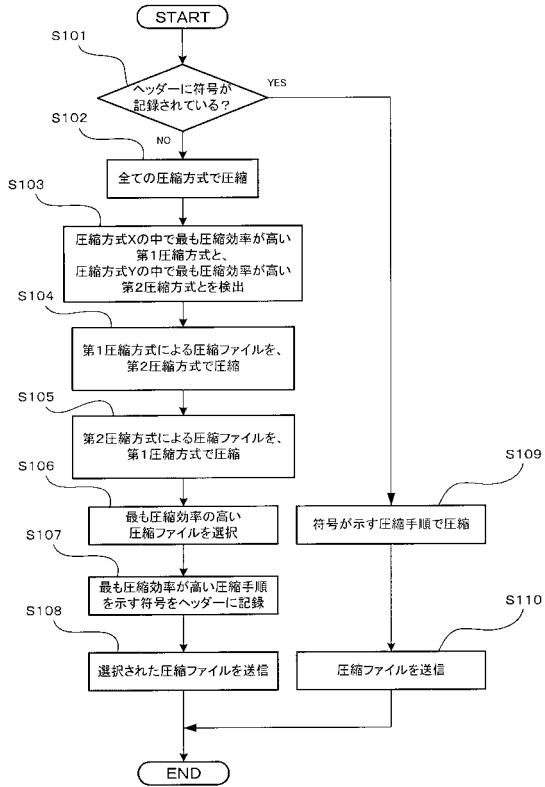 START
S101
ヘッダーに符号が
記録されている？
YES
NO
S102
全ての圧縮方式で圧縮
S103
圧縮方式Xの中で最も圧縮効率が高い
第1圧縮方式と、
圧縮方式Yの中で最も圧縮効率が高い
第2圧縮方式とを検出
S104
第1圧縮方式による圧縮ファイルを、
第2圧縮方式で圧縮
S105
第2圧縮方式による圧縮ファイルを、
第1圧縮方式で圧縮
S106
最も圧縮効率の高い
圧縮ファイルを選択
S107
最も圧縮効率が高い圧縮手順
を示す符号をヘッダーに記録
S108
選択された圧縮ファイルを送信
S109
符号が示す圧縮手順で圧縮
S110
圧縮ファイルを送信
END